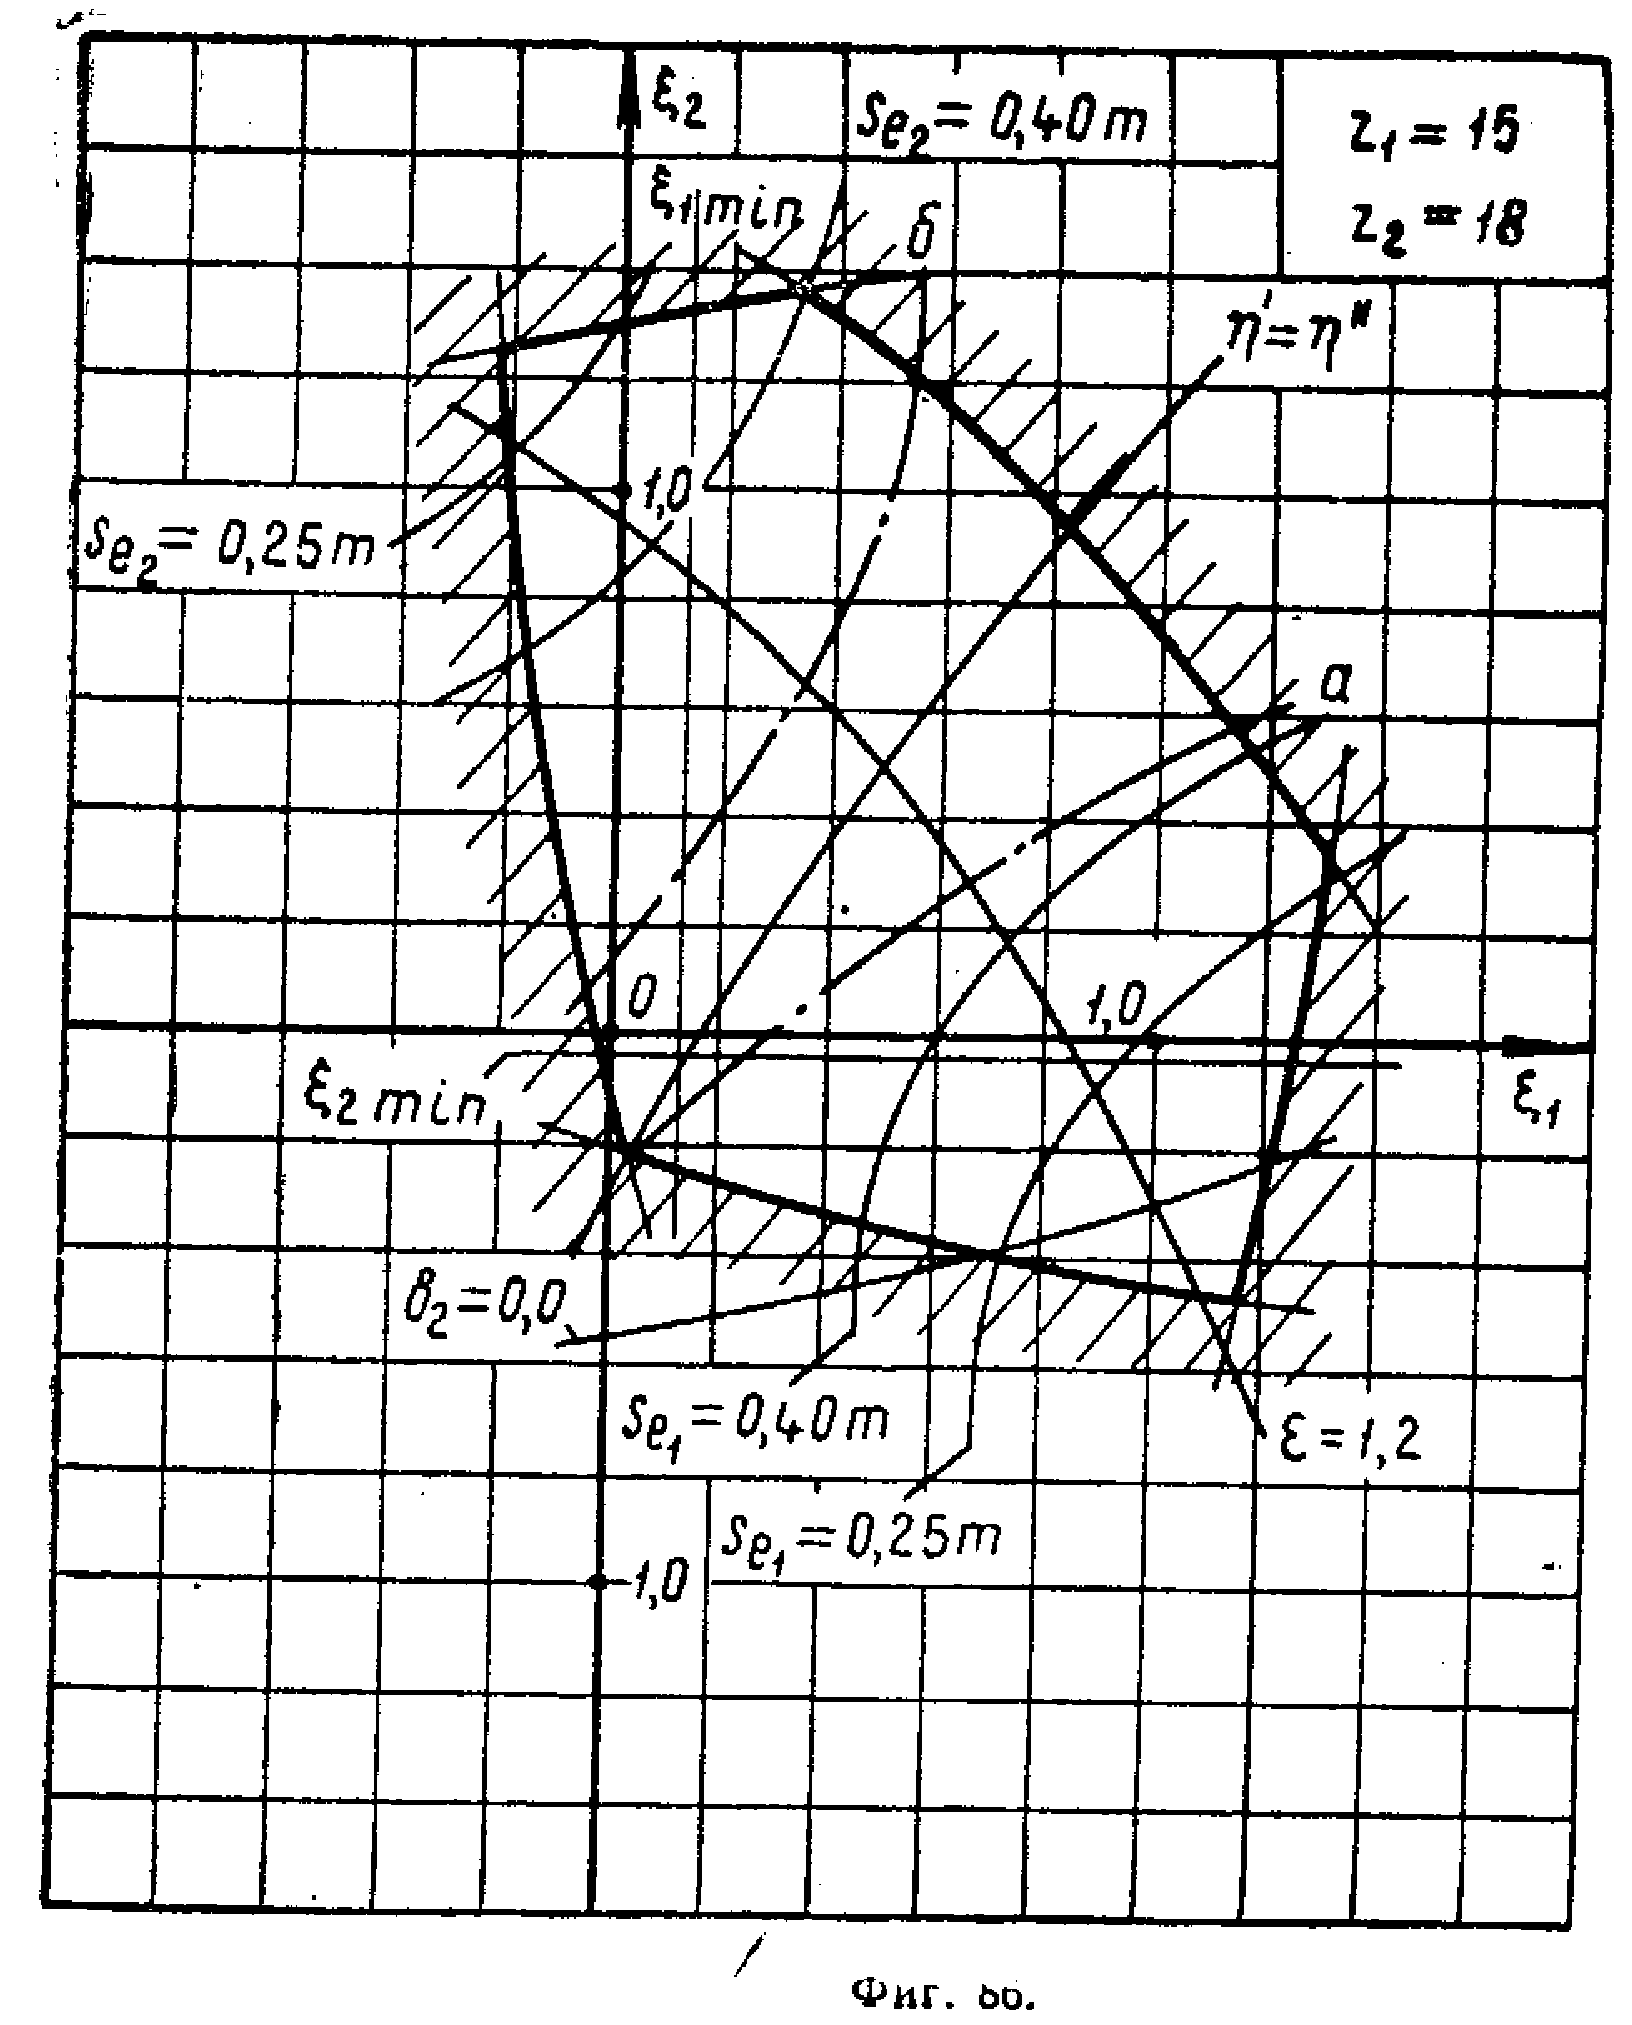 ξ₂
sₑ₂ = 0,40 m
z₁ = 15
z₂ = 18
ξ₁ min
б
η' = η"
1,0
sₑ₂ = 0,25 m
а
0
1,0
ξ₂ min
ξ₁
в₂ = 0,0
sₑ₁ = 0,40 m
ε = 1,2
sₑ₁ = 0,25 m
1,0
Фиг.